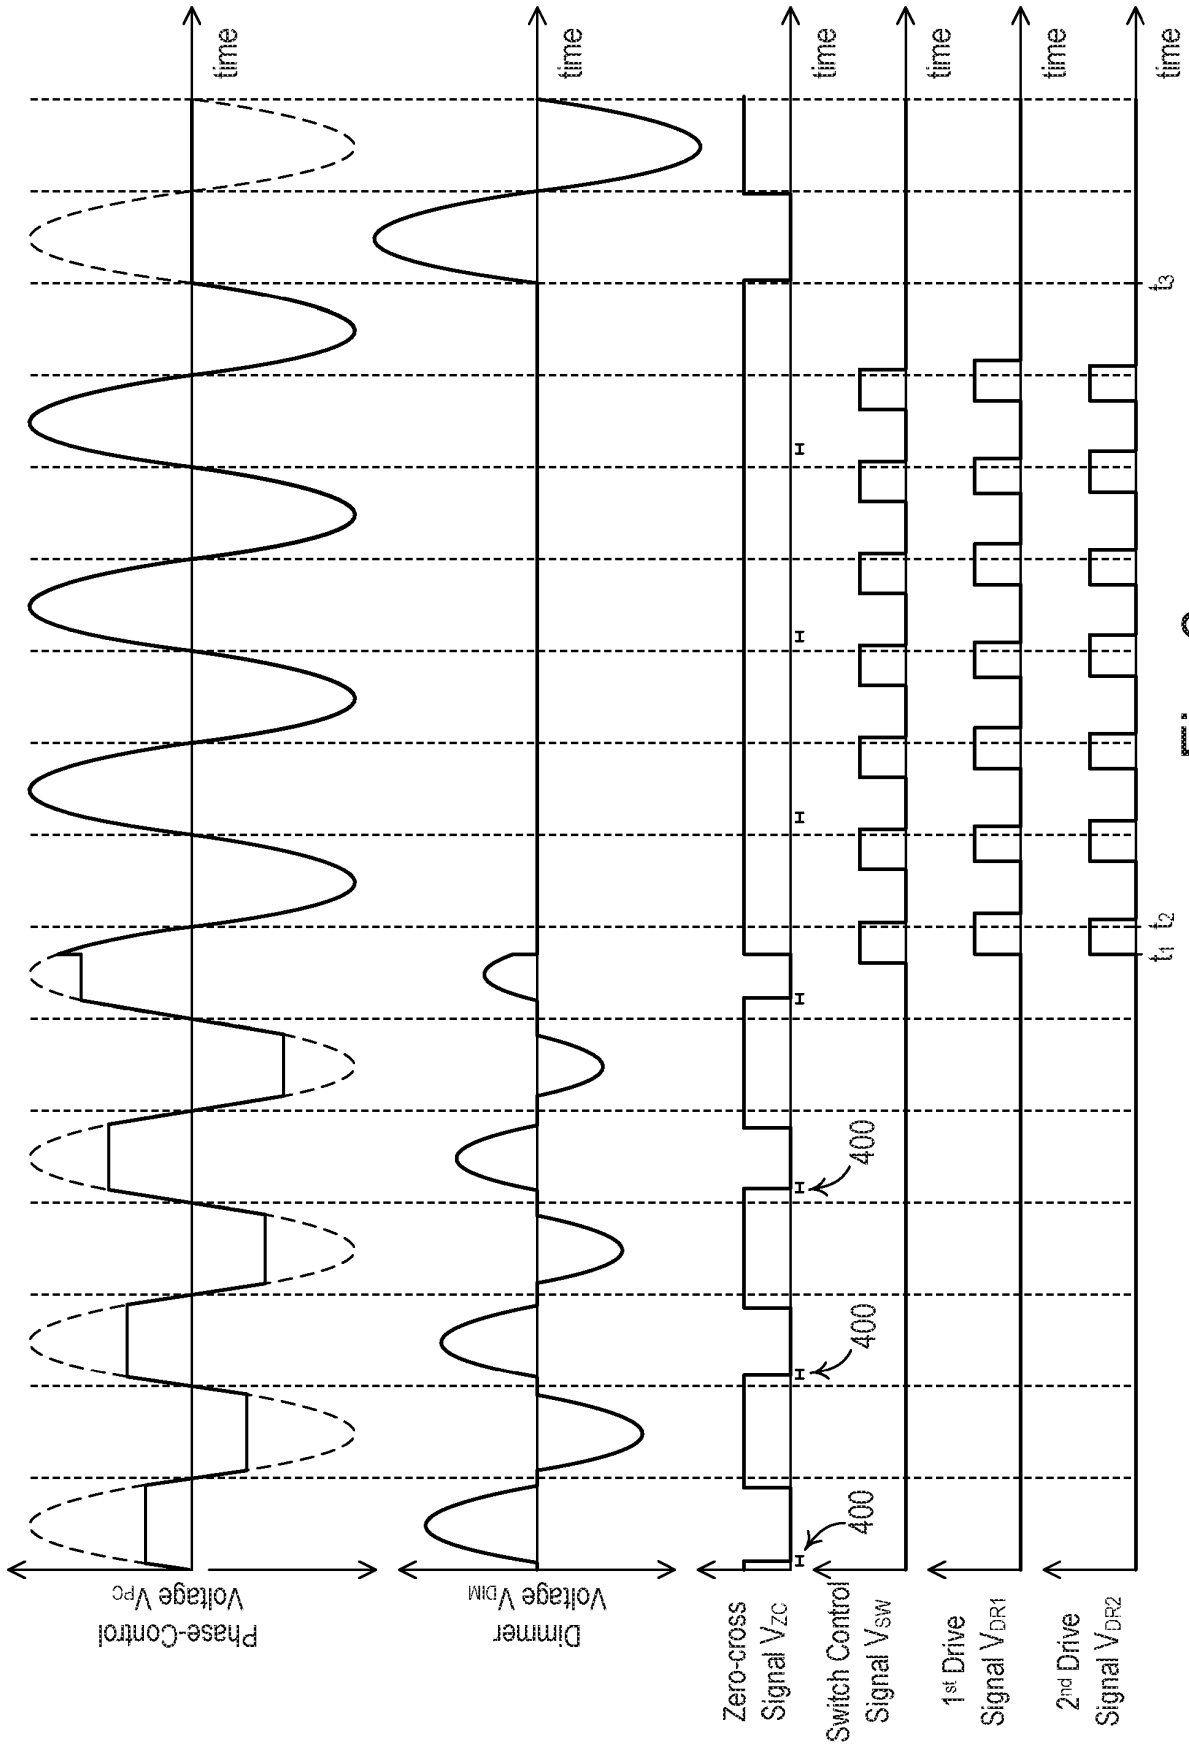 Phase-Control
Voltage VPC
time
Dimmer
Voltage VDIM
time
Zero-cross
Signal VZC
400
400
400
time
Switch Control
Signal VSW
time
1st Drive
Signal VDR1
time
2nd Drive
Signal VDR2
t1
t2
t3
time